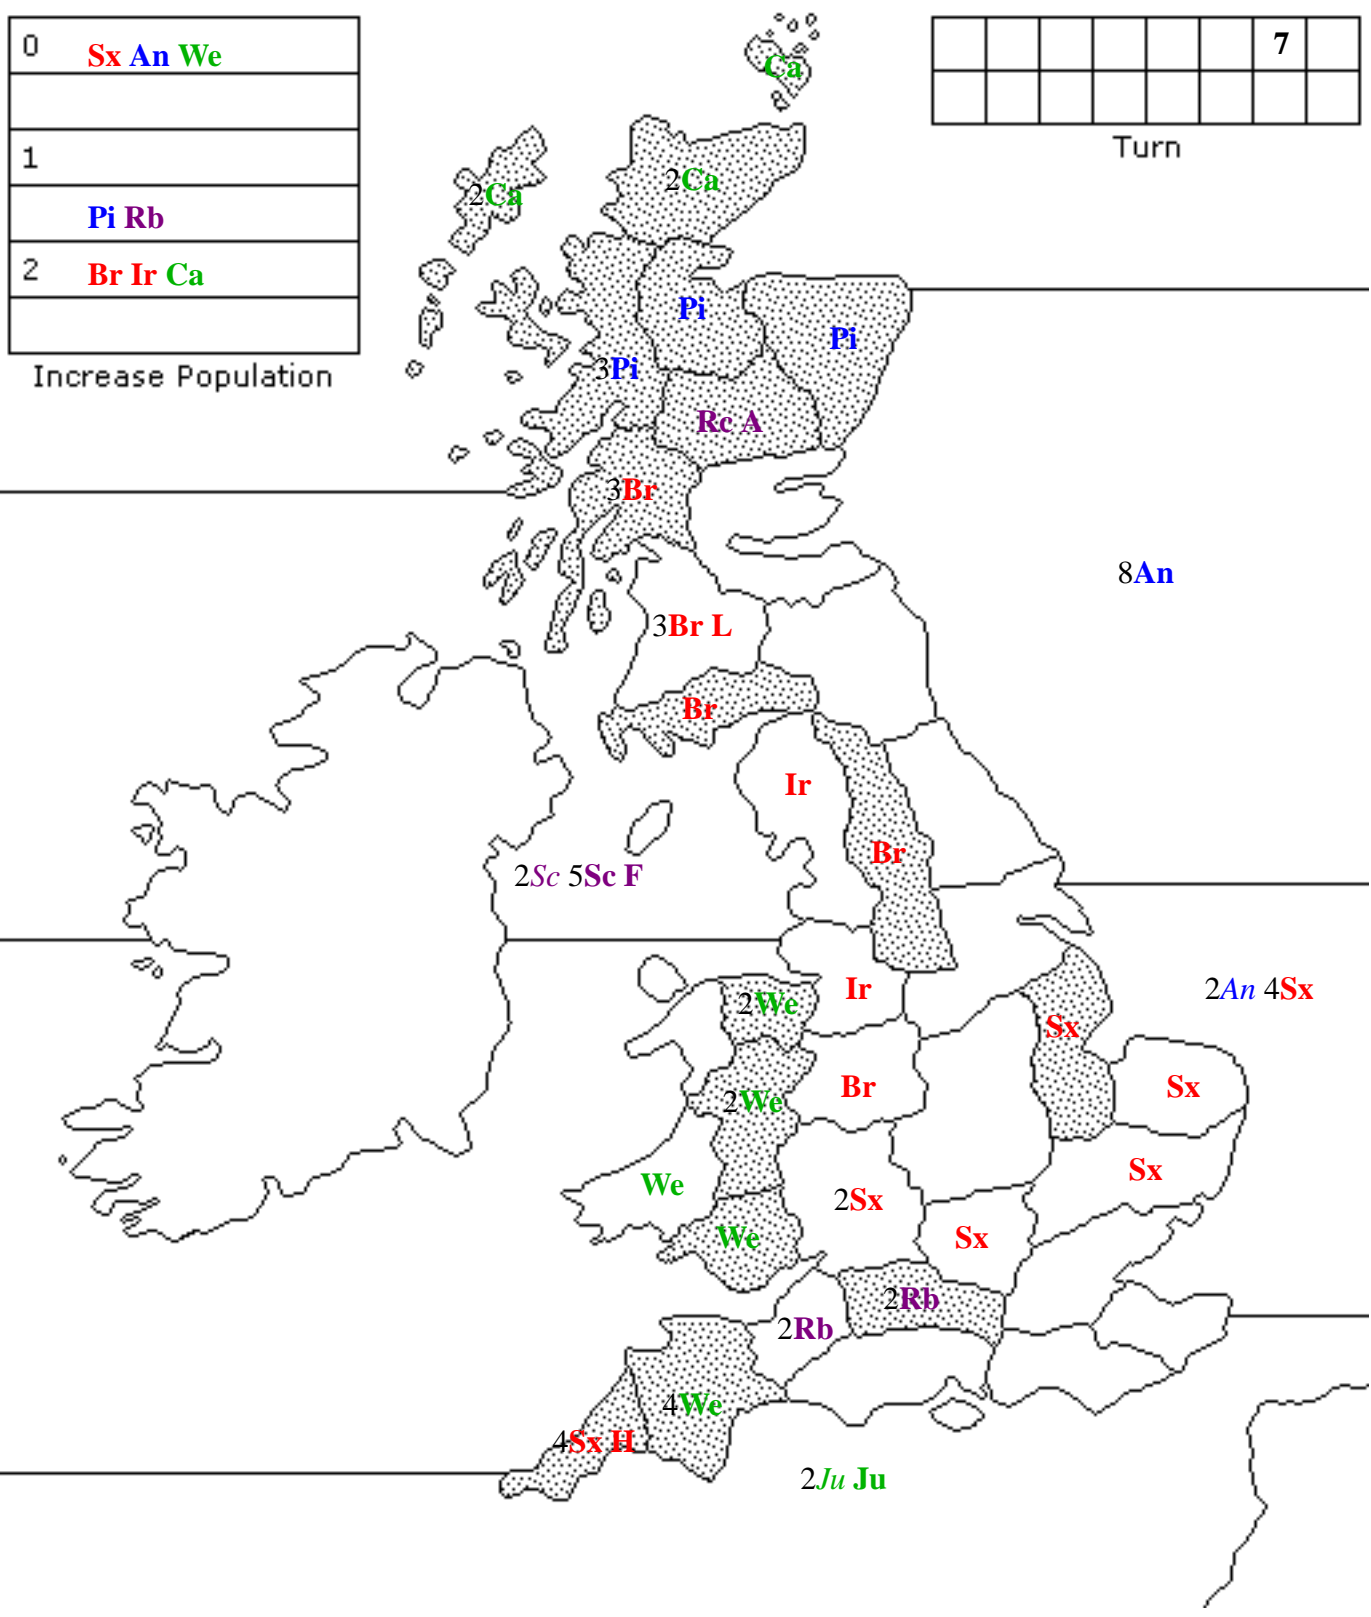 0 Sx An We
1
Pi Rb
2 Br Ir Ca
Increase Population
7
Turn
Ca
2Ca
2Ca
Pi
Pi
3Pi
Rc A
3Br
8An
3Br L
Br
Ir
Br
2Sc 5Sc F
Ir
2An 4Sx
2We
Sx
Br
Sx
2We
Sx
We
2Sx
We
Sx
2Rb
2Rb
4We
4Sx H
2Ju Ju